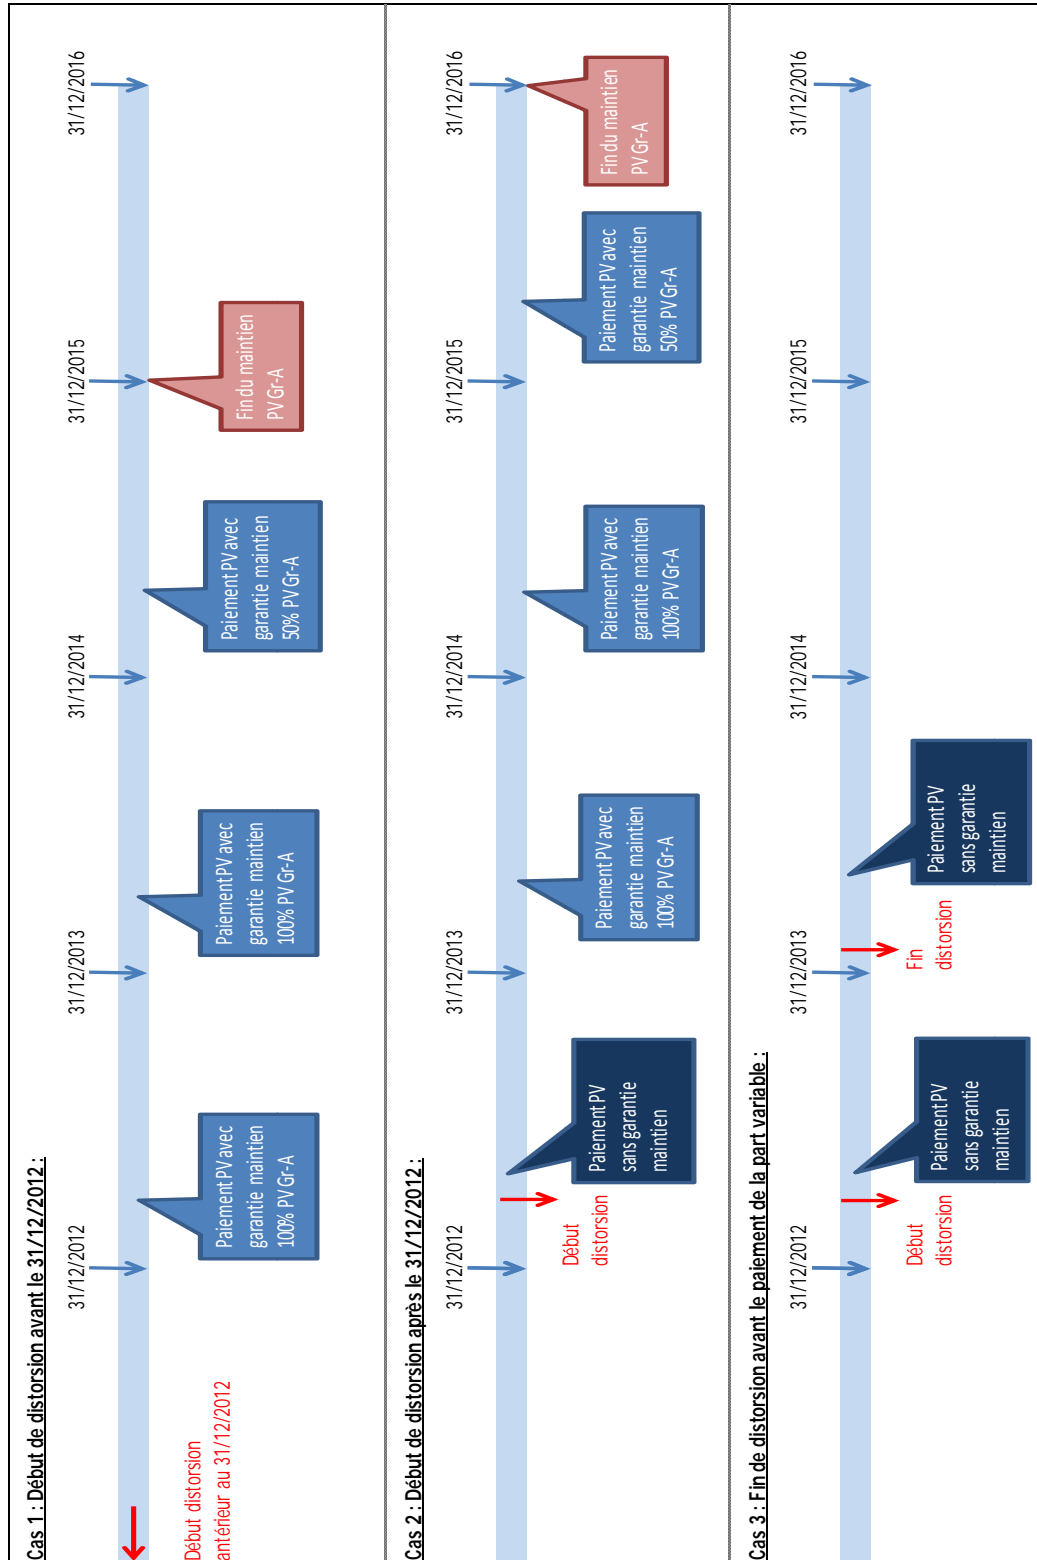 Cas 1 : Début de distorsion avant le 31/12/2012 :
31/12/2012
31/12/2013
31/12/2014
31/12/2015
31/12/2016
Début distorsion
antérieur au 31/12/2012
Paiement PV avec
garantie maintien
100% PV Gr-A
Paiement PV avec
garantie maintien
100% PV Gr-A
Paiement PV avec
garantie maintien
50% PV Gr-A
Fin du maintien
PV Gr-A
Cas 2 : Début de distorsion après le 31/12/2012 :
31/12/2012
31/12/2013
31/12/2014
31/12/2015
31/12/2016
Début
distorsion
Paiement PV
sans garantie
maintien
Paiement PV avec
garantie maintien
100% PV Gr-A
Paiement PV avec
garantie maintien
100% PV Gr-A
Paiement PV avec
garantie maintien
50% PV Gr-A
Fin du maintien
PV Gr-A
Cas 3 : Fin de distorsion avant le paiement de la part variable :
31/12/2012
31/12/2013
31/12/2014
31/12/2015
31/12/2016
Début
distorsion
Paiement PV
sans garantie
maintien
Fin
distorsion
Paiement PV
sans garantie
maintien